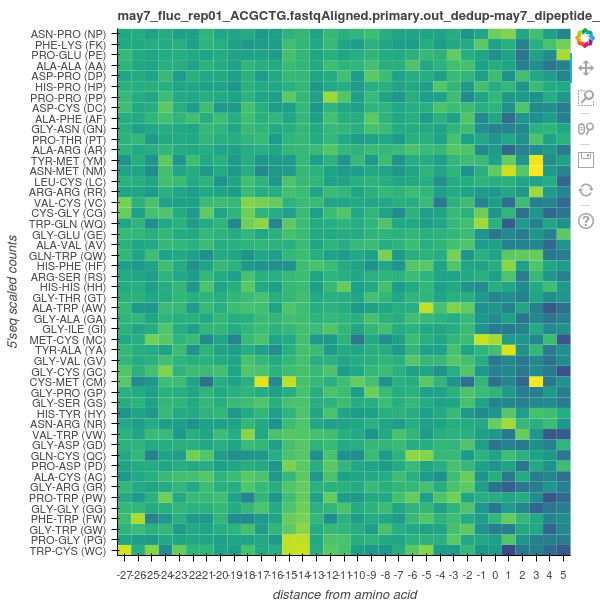 may7_fluc_rep01_ACGCTG.fastqAligned.primary.out_dedup-may7_dipeptide_
ASN-PRO (NP)
PHE-LYS (FK)
PRO-GLU (PE)
ALA-ALA (AA)
ASP-PRO (DP)
HIS-PRO (HP)
PRO-PRO (PP)
ASP-CYS (DC)
ALA-PHE (AF)
GLY-ASN (GN)
PRO-THR (PT)
ALA-ARG (AR)
TYR-MET (YM)
ASN-MET (NM)
LEU-CYS (LC)
ARG-ARG (RR)
VAL-CYS (VC)
CYS-GLY (CG)
TRP-GLN (WQ)
GLY-GLU (GE)
ALA-VAL (AV)
GLN-TRP (QW)
HIS-PHE (HF)
ARG-SER (RS)
HIS-HIS (HH)
GLY-THR (GT)
ALA-TRP (AW)
GLY-ALA (GA)
GLY-ILE (GI)
MET-CYS (MC)
TYR-ALA (YA)
GLY-VAL (GV)
GLY-CYS (GC)
CYS-MET (CM)
GLY-PRO (GP)
GLY-SER (GS)
HIS-TYR (HY)
ASN-ARG (NR)
VAL-TRP (VW)
GLY-ASP (GD)
GLN-CYS (QC)
PRO-ASP (PD)
ALA-CYS (AC)
GLY-ARG (GR)
PRO-TRP (PW)
GLY-GLY (GG)
PHE-TRP (FW)
GLY-TRP (GW)
PRO-GLY (PG)
TRP-CYS (WC)
5'seq scaled counts
-27 -26 -25 -24 -23 -22 -21 -20 -19 -18 -17 -16 -15 -14 -13 -12 -11 -10 -9 -8 -7 -6 -5 -4 -3 -2 -1 0 1 2 3 4 5
distance from amino acid